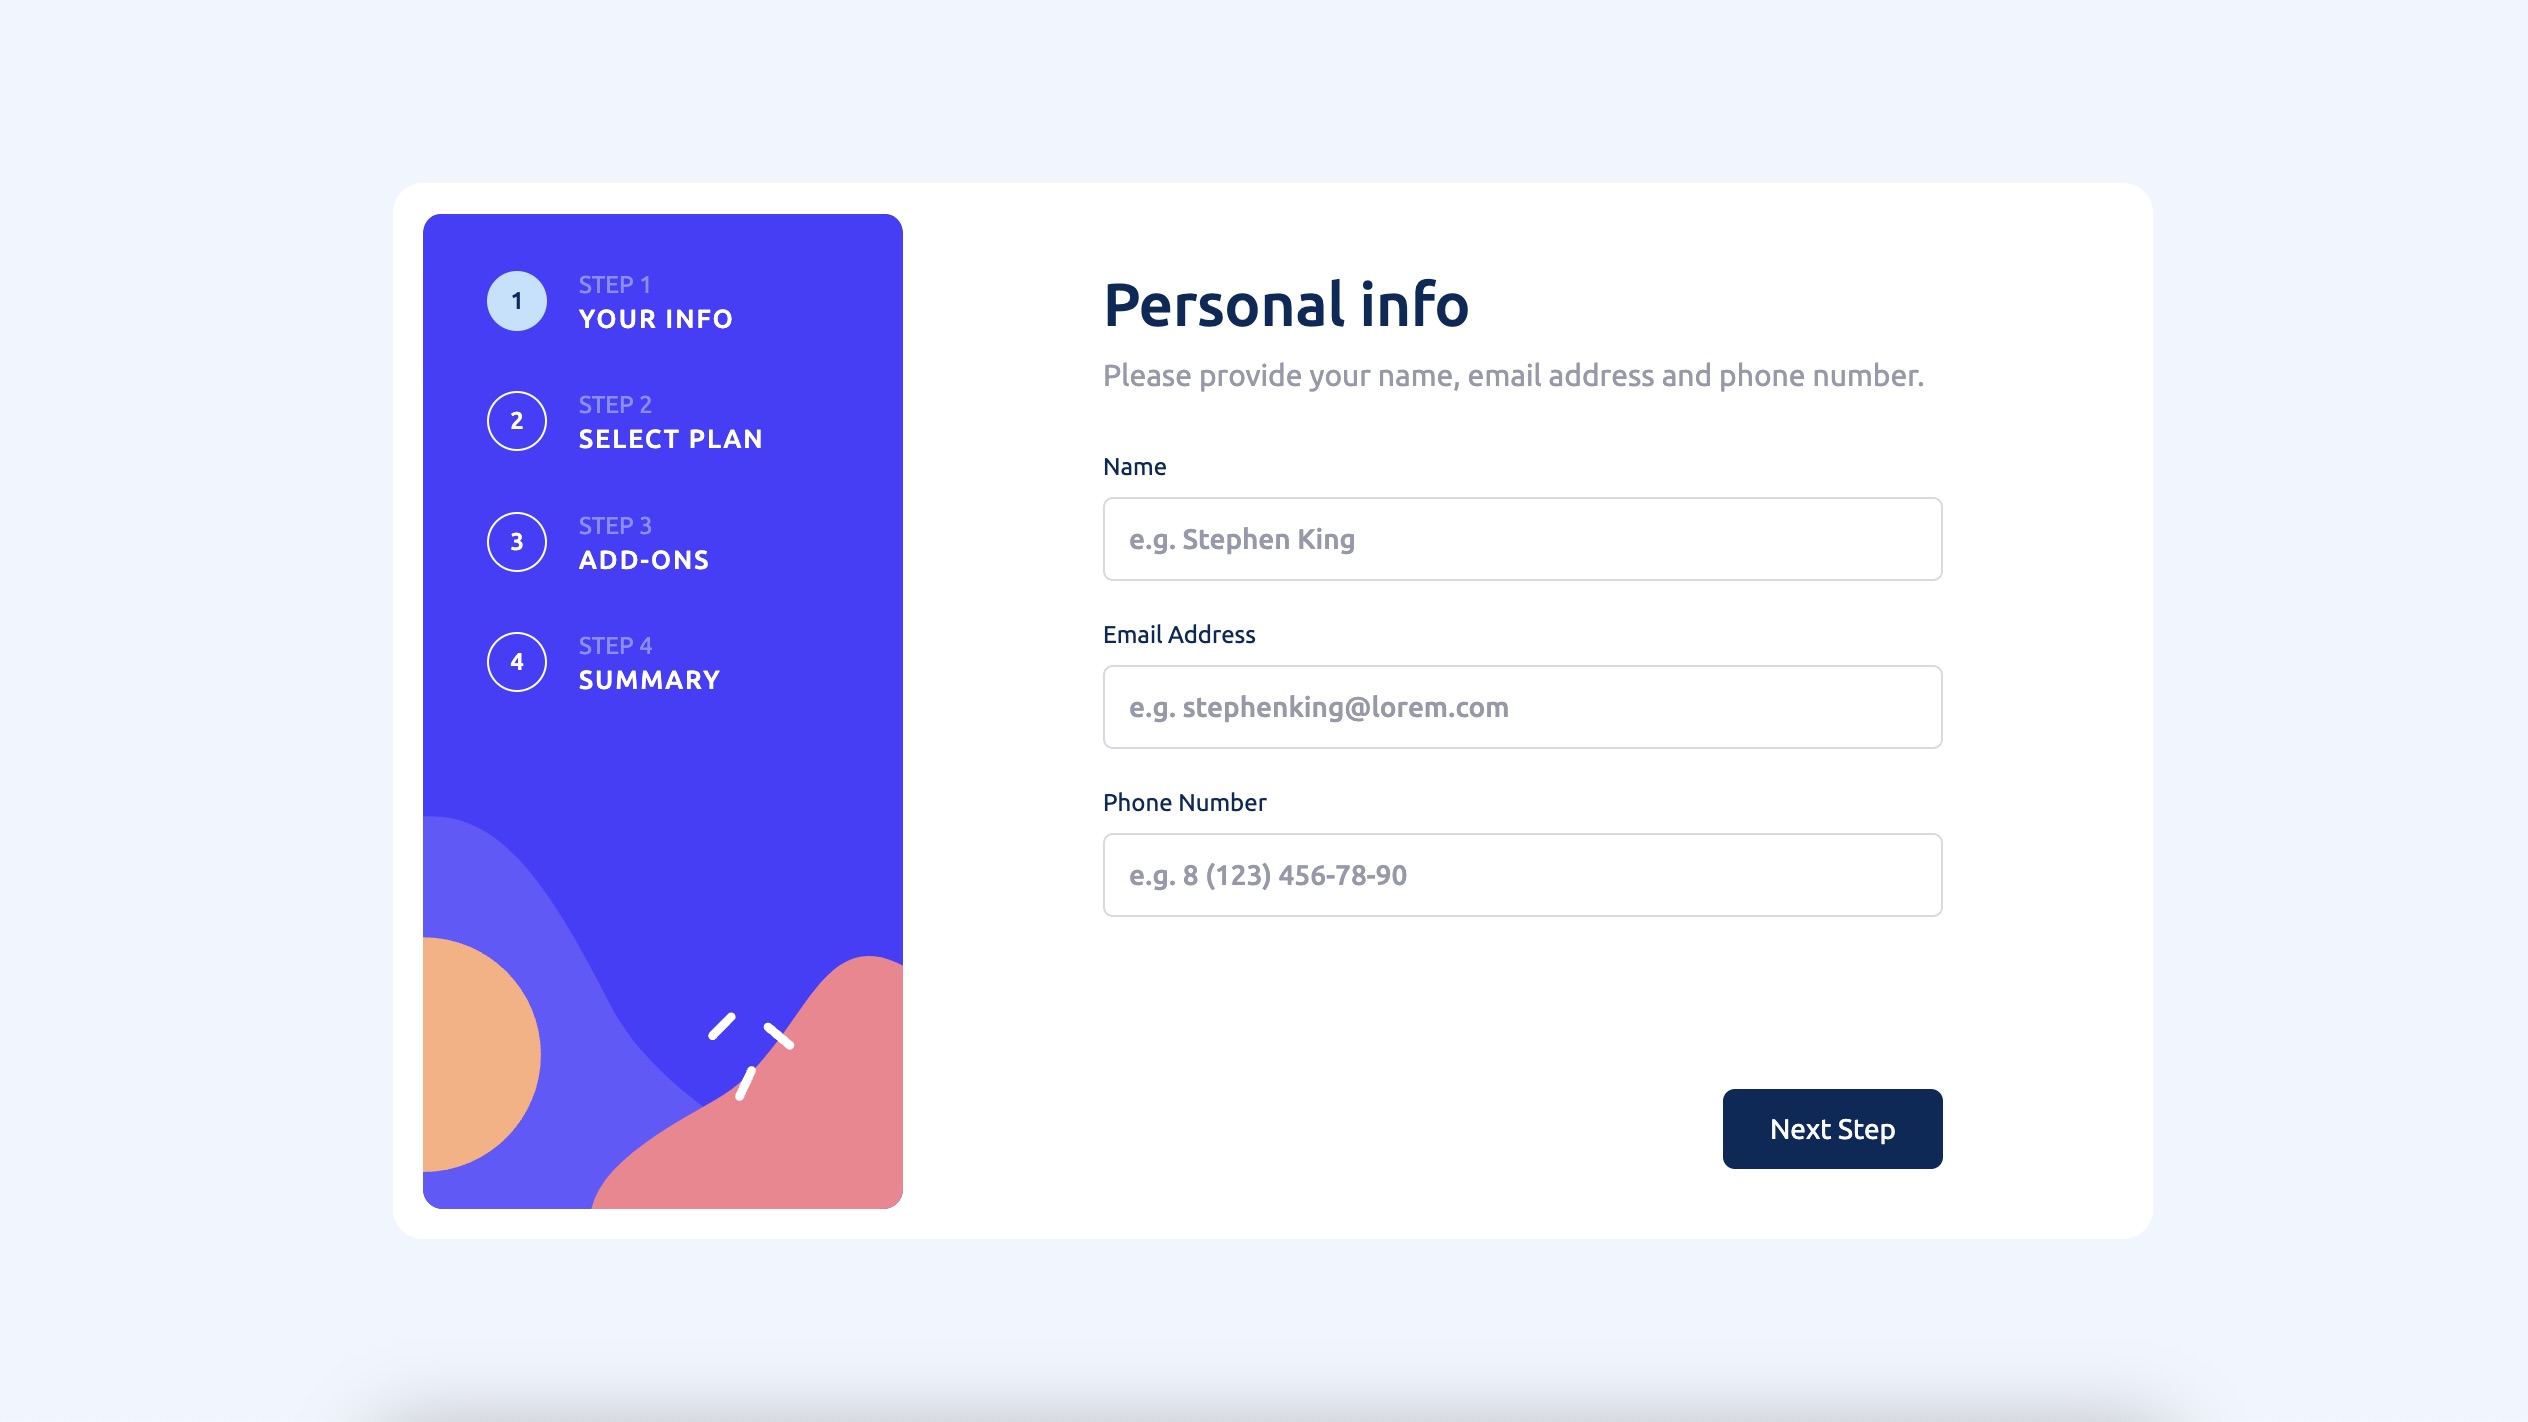 1
STEP 1
YOUR INFO
2
STEP 2
SELECT PLAN
3
STEP 3
ADD-ONS
4
STEP 4
SUMMARY
Personal info
Please provide your name, email address and phone number.
Name
e.g. Stephen King
Email Address
e.g. stephenking@lorem.com
Phone Number
e.g. 8 (123) 456-78-90
Next Step